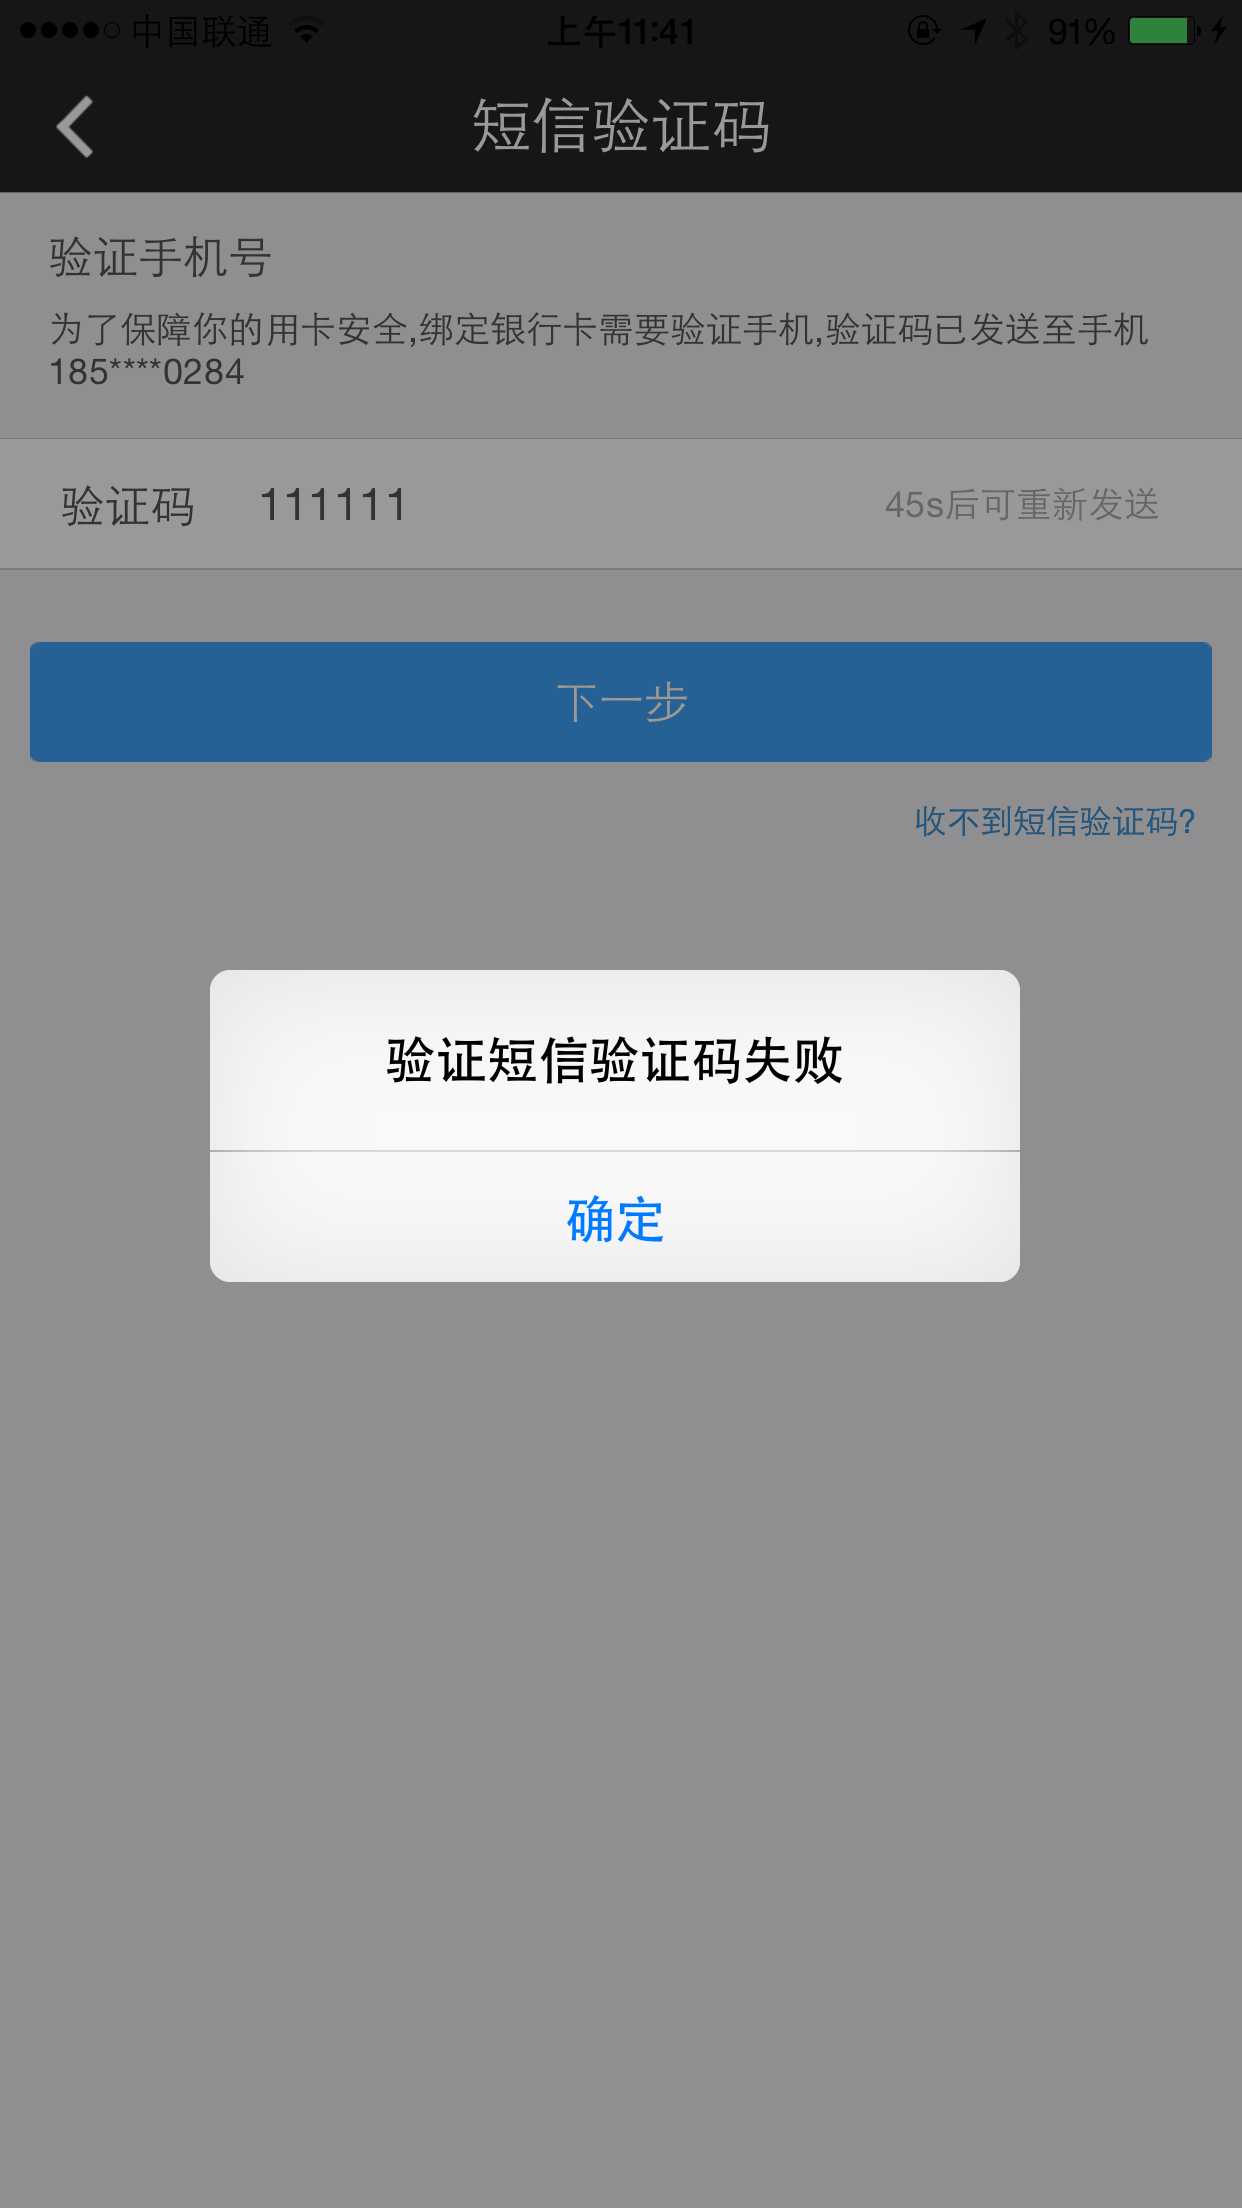 中国联通 上午11:41 91%
短信验证码
验证手机号
为了保障你的用卡安全,绑定银行卡需要验证手机,验证码已发送至手机
185****0284
验证码 111111 45s后可重新发送
下一步
收不到短信验证码?
验证短信验证码失败
确定